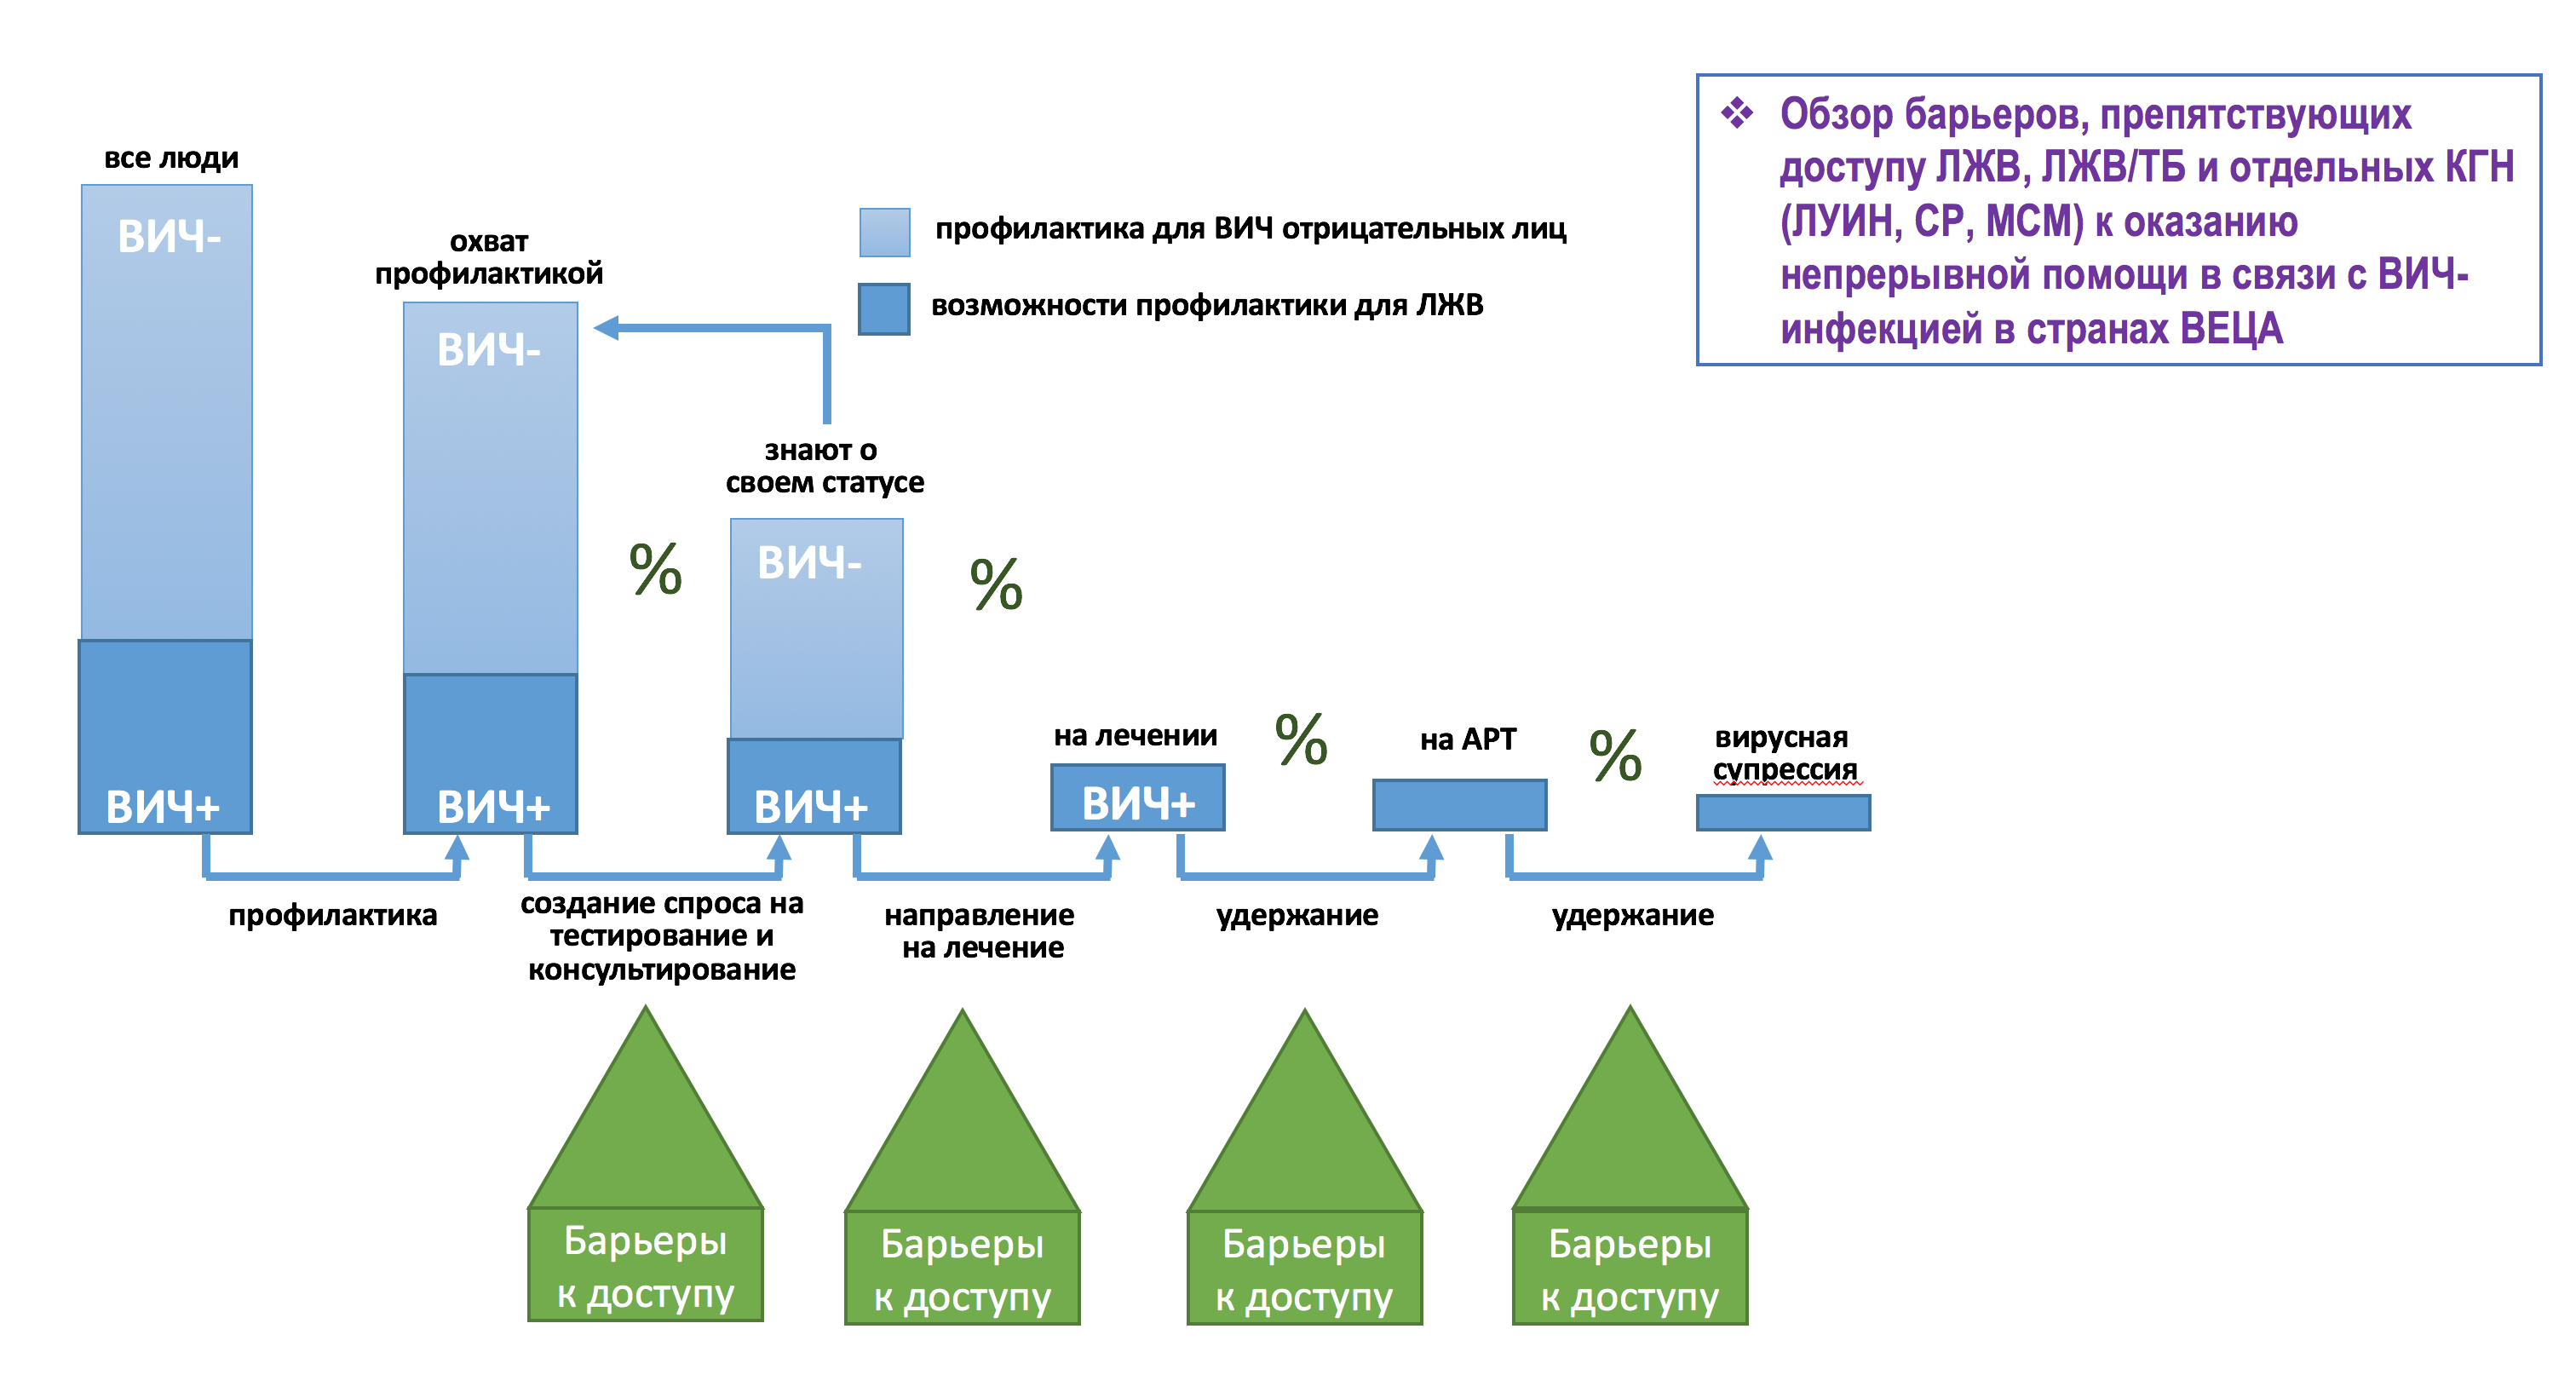 ❖ Обзор барьеров, препятствующих
доступу ЛЖВ, ЛЖВ/ТБ и отдельных КГН
(ЛУИН, СР, МСМ) к оказанию
непрерывной помощи в связи с ВИЧ-
инфекцией в странах ВЕЦА
все люди
ВИЧ-
ВИЧ+
охват
профилактикой
ВИЧ-
ВИЧ+
профилактика для ВИЧ отрицательных лиц
возможности профилактики для ЛЖВ
знают о
своем статусе
%
ВИЧ-
ВИЧ+
%
на лечении
ВИЧ+
%
на АРТ
%
вирусная
супрессия
профилактика
создание спроса на
тестирование и
консультирование
направление
на лечение
удержание
удержание
Барьеры
к доступу
Барьеры
к доступу
Барьеры
к доступу
Барьеры
к доступу